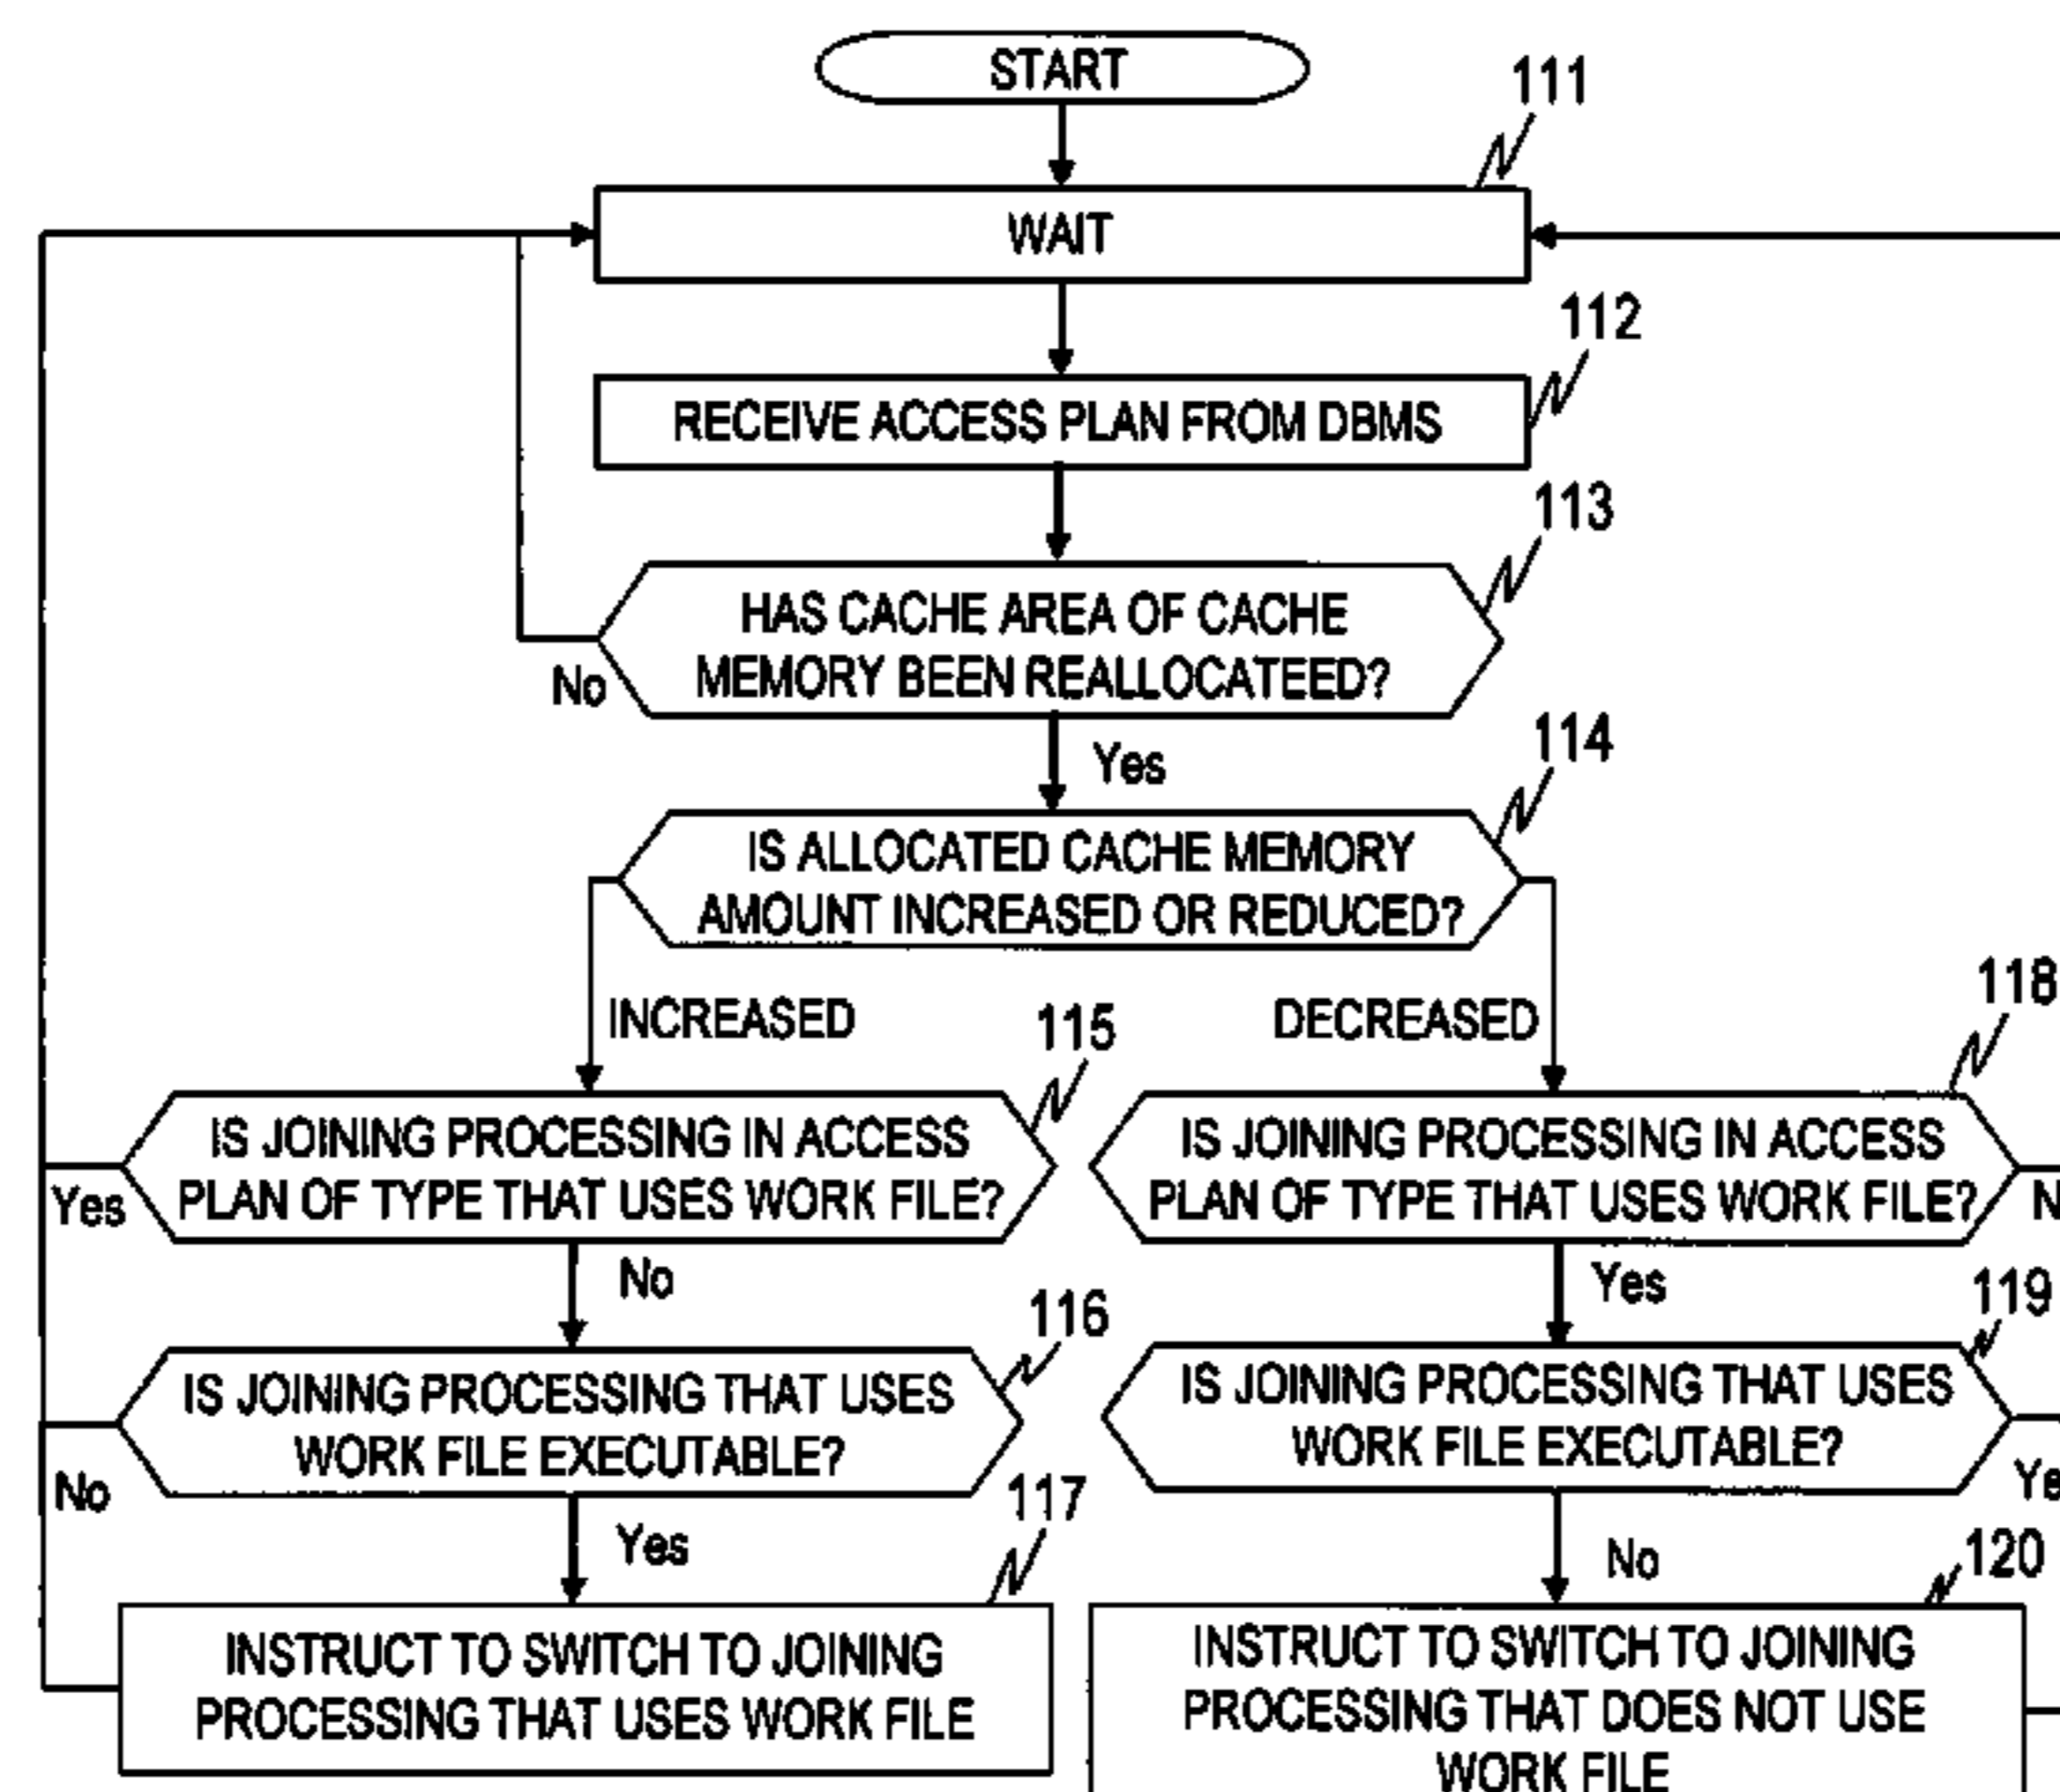 START
111
WAIT
112
RECEIVE ACCESS PLAN FROM DBMS
113
HAS CACHE AREA OF CACHE
MEMORY BEEN REALLOCATEED?
No
Yes
114
IS ALLOCATED CACHE MEMORY
AMOUNT INCREASED OR REDUCED?
INCREASED
DECREASED
115
118
IS JOINING PROCESSING IN ACCESS
PLAN OF TYPE THAT USES WORK FILE?
Yes
No
IS JOINING PROCESSING IN ACCESS
PLAN OF TYPE THAT USES WORK FILE?
N
Yes
116
119
IS JOINING PROCESSING THAT USES
WORK FILE EXECUTABLE?
No
Yes
IS JOINING PROCESSING THAT USES
WORK FILE EXECUTABLE?
Ye
No
117
120
INSTRUCT TO SWITCH TO JOINING
PROCESSING THAT USES WORK FILE
INSTRUCT TO SWITCH TO JOINING
PROCESSING THAT DOES NOT USE
WORK FILE